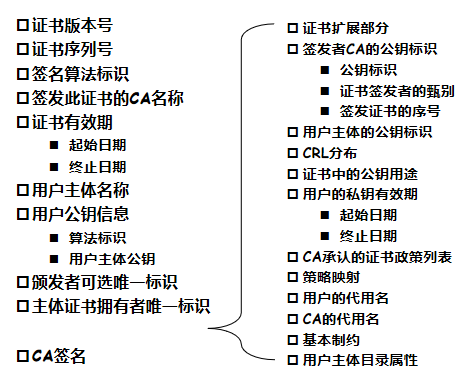 证书版本号
证书序列号
签名算法标识
签发此证书的CA名称
证书有效期
起始日期
终止日期
用户主体名称
用户公钥信息
算法标识
用户主体公钥
颁发者可选唯一标识
主体证书拥有者唯一标识
CA签名
证书扩展部分
签发者CA的公钥标识
公钥标识
证书签发者的甄别
签发证书的序号
用户主体的公钥标识
CRL分布
证书中的公钥用途
用户的私钥有效期
起始日期
终止日期
CA承认的证书政策列表
策略映射
用户的代用名
CA的代用名
基本制约
用户主体目录属性